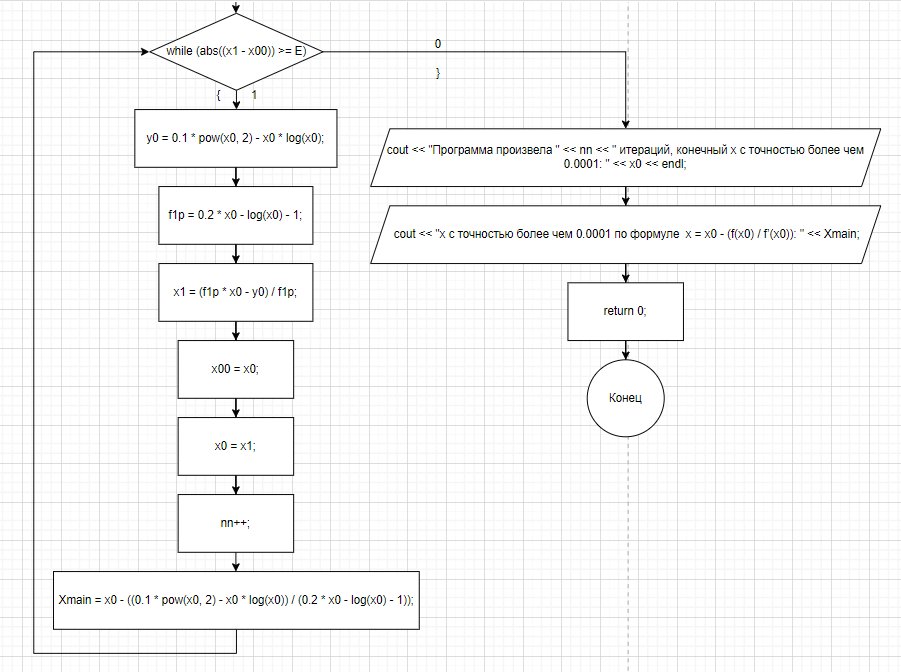 while (abs((x1 - x00)) >= E)
0
}
{
1
y0 = 0.1 * pow(x0, 2) - x0 * log(x0);
f1p = 0.2 * x0 - log(x0) - 1;
x1 = (f1p * x0 - y0) / f1p;
x00 = x0;
x0 = x1;
nn++;
Xmain = x0 - ((0.1 * pow(x0, 2) - x0 * log(x0)) / (0.2 * x0 - log(x0) - 1));
cout << "Программа произвела " << nn << " итераций, конечный x с точностью более чем
0.0001: " << x0 << endl;
cout << "x с точностью более чем 0.0001 по формуле  x = x0 - (f(x0) / f'(x0)): " << Xmain;
return 0;
Конец